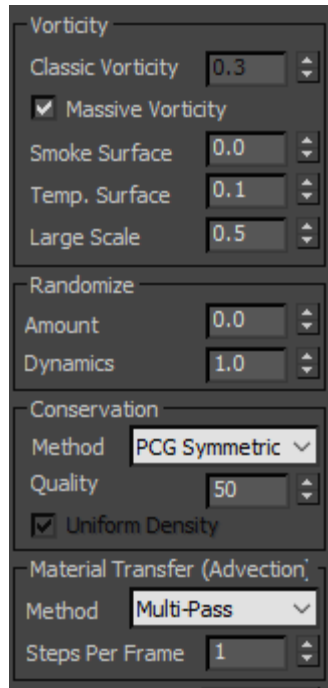 Vorticity
Classic Vorticity 0.3
Massive Vorticity
Smoke Surface 0.0
Temp. Surface 0.1
Large Scale 0.5
Randomize
Amount 0.0
Dynamics 1.0
Conservation
Method PCG Symmetric
Quality 50
Uniform Density
Material Transfer (Advection)
Method Multi-Pass
Steps Per Frame 1